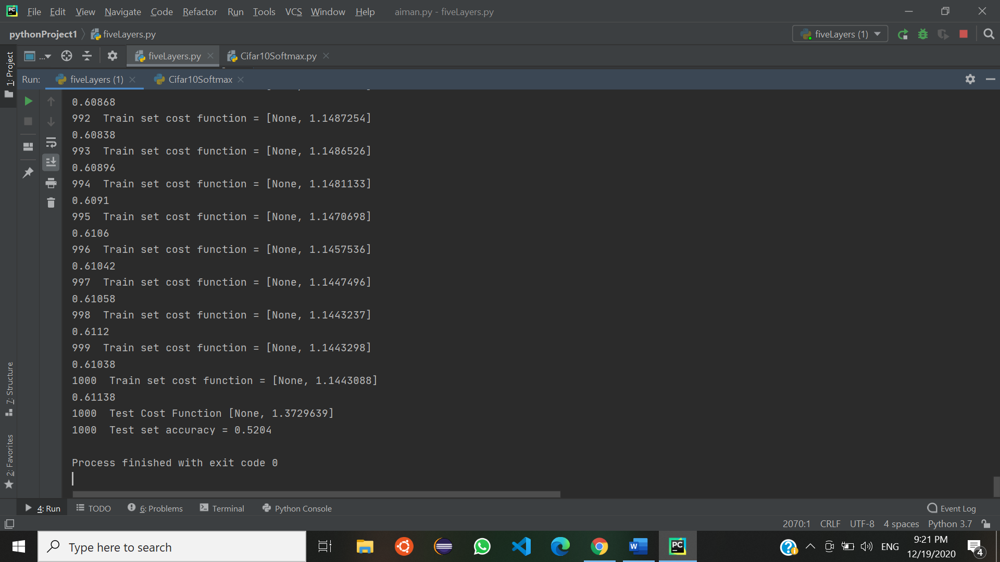 File Edit View Navigate Code Refactor Run Tools VCS Window Help aiman.py - fiveLayers.py
pythonProject1 fiveLayers.py fiveLayers (1)
... fiveLayers.py Cifar10Softmax.py
1: Project
Run: fiveLayers (1) Cifar10Softmax
0.60868
992  Train set cost function = [None, 1.1487254]
0.60838
993  Train set cost function = [None, 1.1486526]
0.60896
994  Train set cost function = [None, 1.1481133]
0.6091
995  Train set cost function = [None, 1.1470698]
0.6106
996  Train set cost function = [None, 1.1457536]
0.61042
997  Train set cost function = [None, 1.1447496]
0.61058
998  Train set cost function = [None, 1.1443237]
0.6112
999  Train set cost function = [None, 1.1443298]
0.61038
1000  Train set cost function = [None, 1.1443088]
0.61138
1000  Test Cost Function [None, 1.3729639]
1000  Test set accuracy = 0.5204
Process finished with exit code 0
7: Structure
2: Favorites
4: Run TODO 6: Problems Terminal Python Console Event Log
2070:1 CRLF UTF-8 4 spaces Python 3.7
Type here to search
ENG
9:21 PM
12/19/2020
4